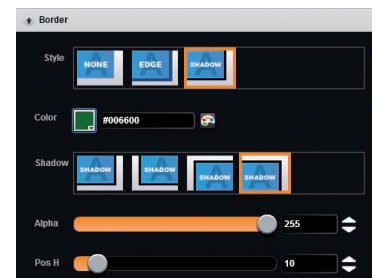 Border
Style
NONE EDGE SHADOW
Color #006600
Shadow
SHADOW SHADOW SHADOW SHADOW
Alpha 255
Pos H 10